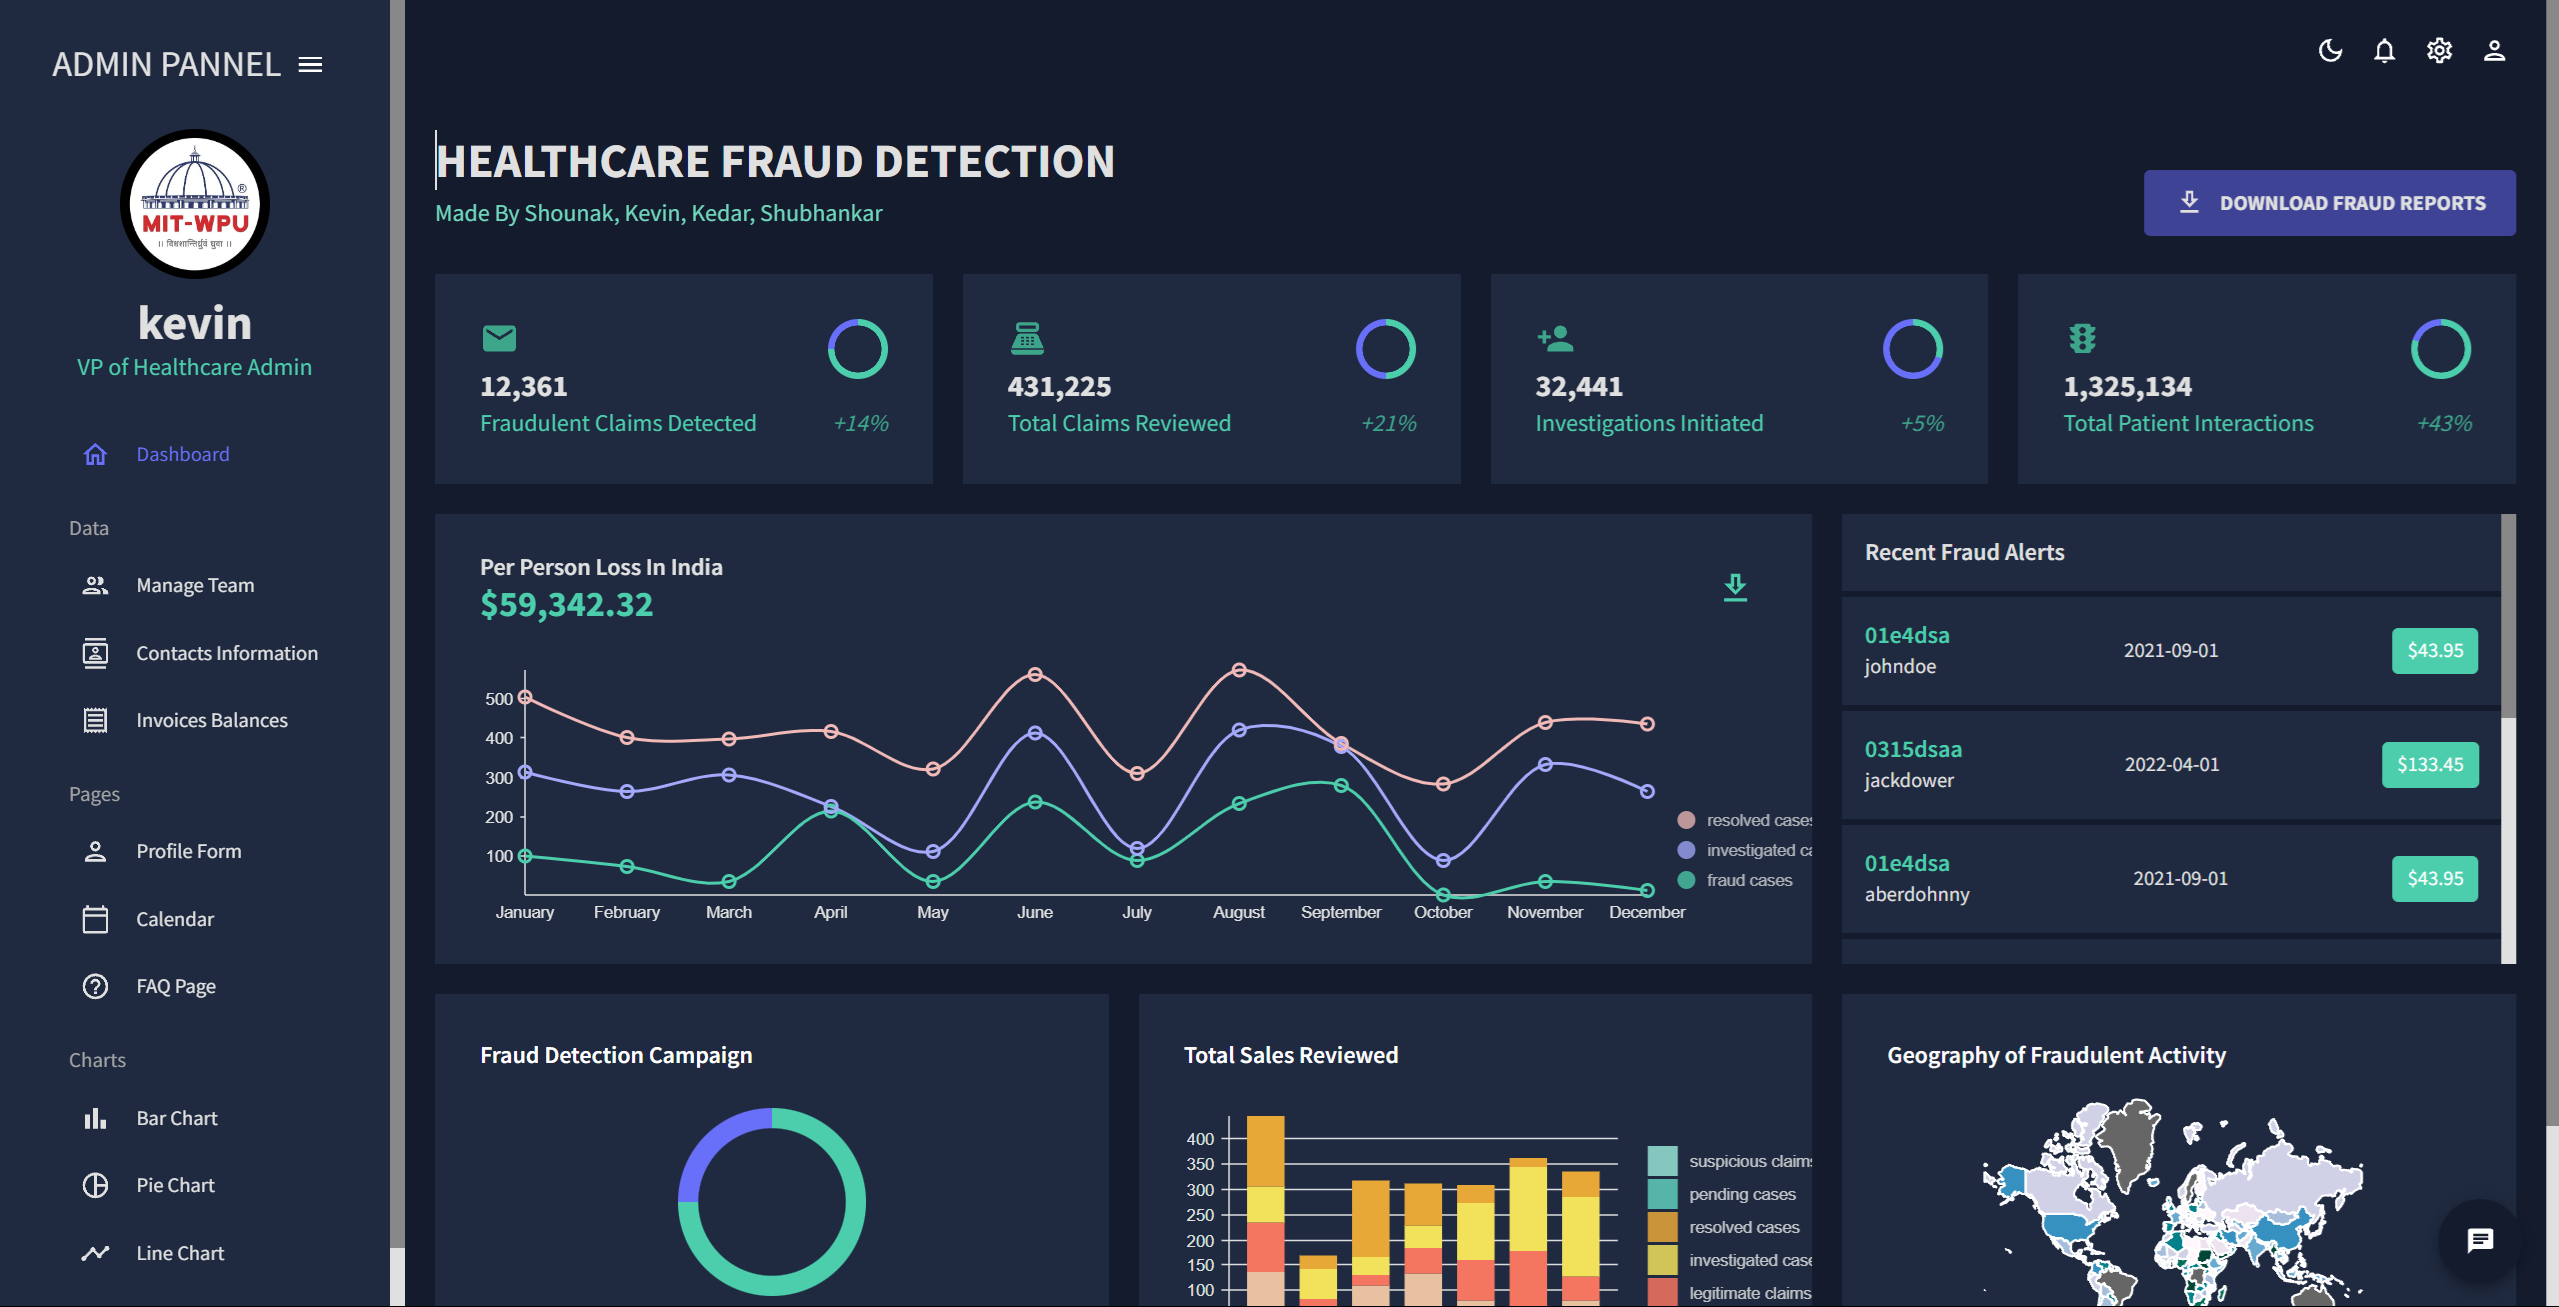 ADMIN PANNEL
®
MIT-WPU
kevin
VP of Healthcare Admin
Dashboard
Data
Manage Team
Contacts Information
Invoices Balances
Pages
Profile Form
Calendar
FAQ Page
Charts
Bar Chart
Pie Chart
Line Chart
HEALTHCARE FRAUD DETECTION
Made By Shounak, Kevin, Kedar, Shubhankar
DOWNLOAD FRAUD REPORTS
12,361
Fraudulent Claims Detected +14%
431,225
Total Claims Reviewed +21%
32,441
Investigations Initiated +5%
1,325,134
Total Patient Interactions +43%
Per Person Loss In India
$59,342.32
500
400
300
200
100
January February March April May June July August September October November December
resolved cases
investigated ca
fraud cases
Recent Fraud Alerts
01e4dsa
johndoe
2021-09-01
$43.95
0315dsaa
jackdower
2022-04-01
$133.45
01e4dsa
aberdohnny
2021-09-01
$43.95
Fraud Detection Campaign
Total Sales Reviewed
400
350
300
250
200
150
100
suspicious claims
pending cases
resolved cases
investigated case
legitimate claims
Geography of Fraudulent Activity